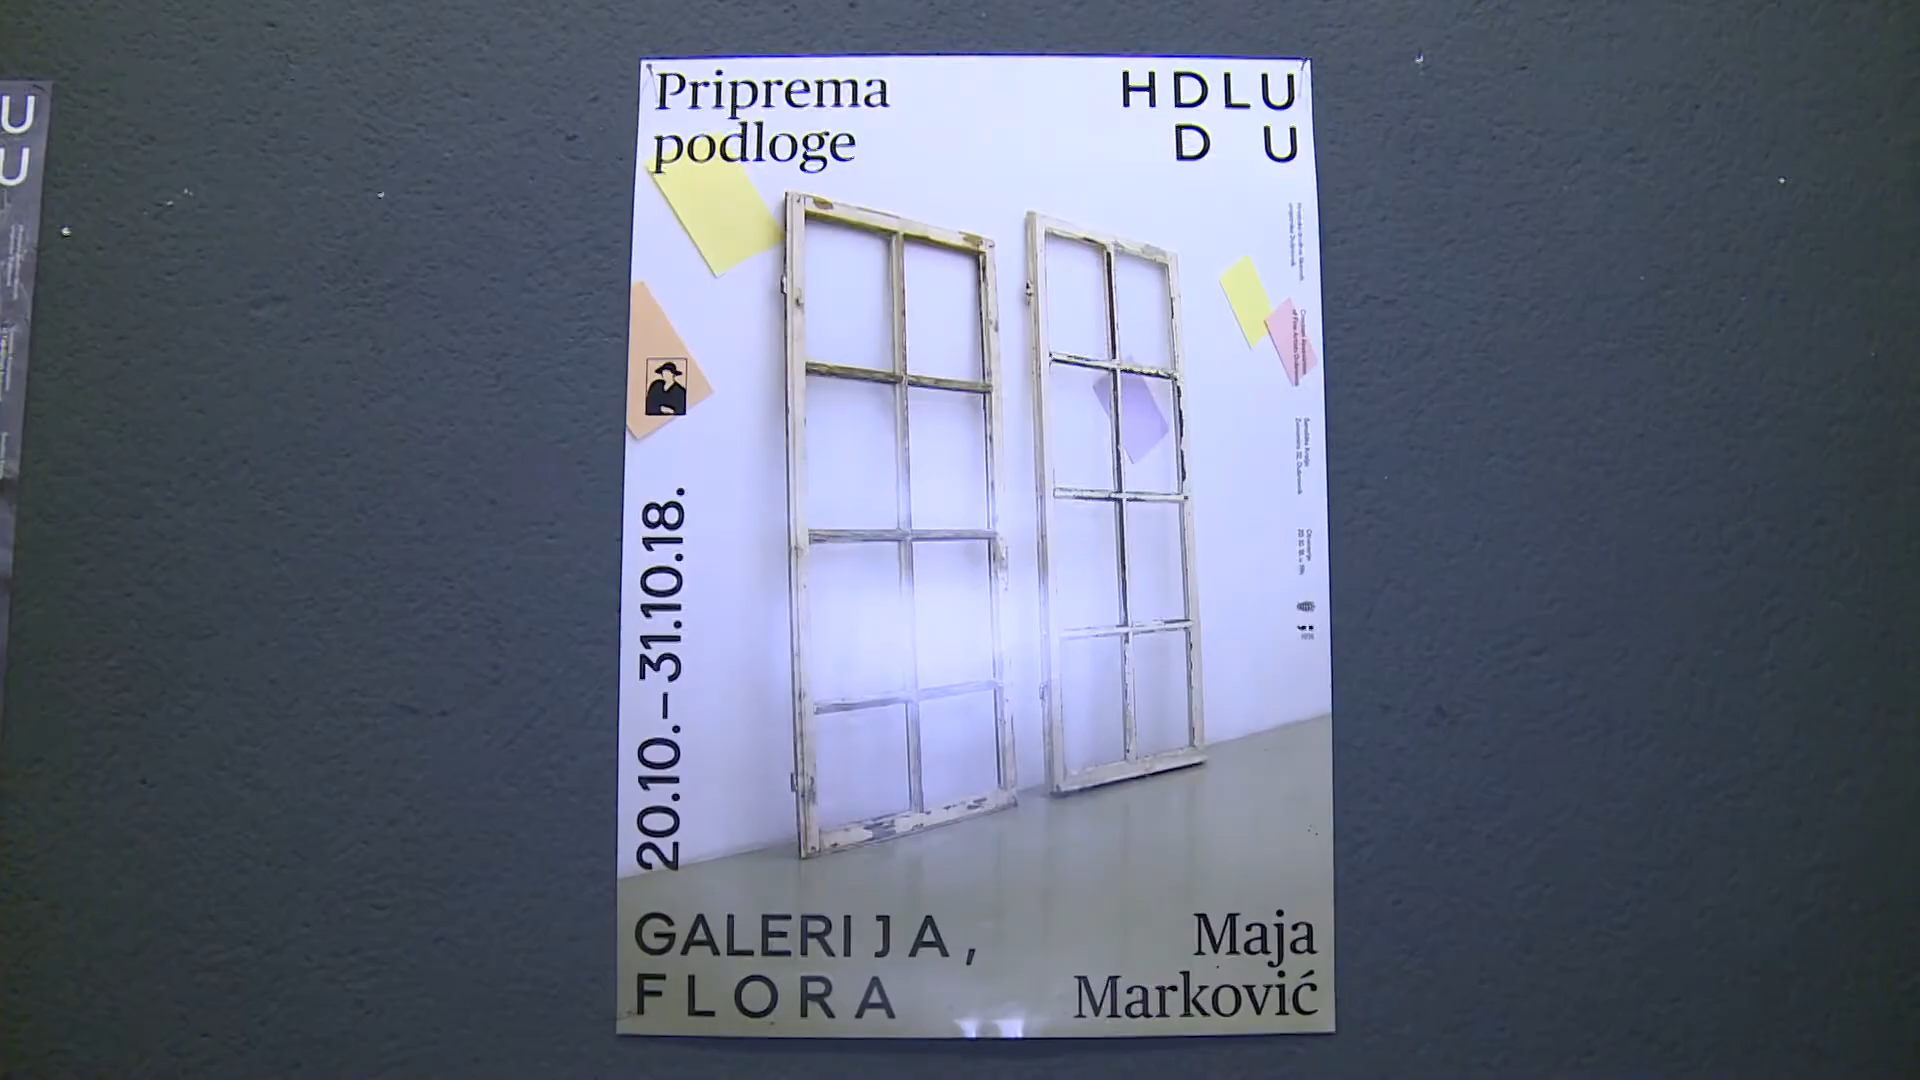 Priprema
podloge
HDLU
D U
20.10.–31.10.18.
GALERIJA,
FLORA
Maja
Marković
U
U